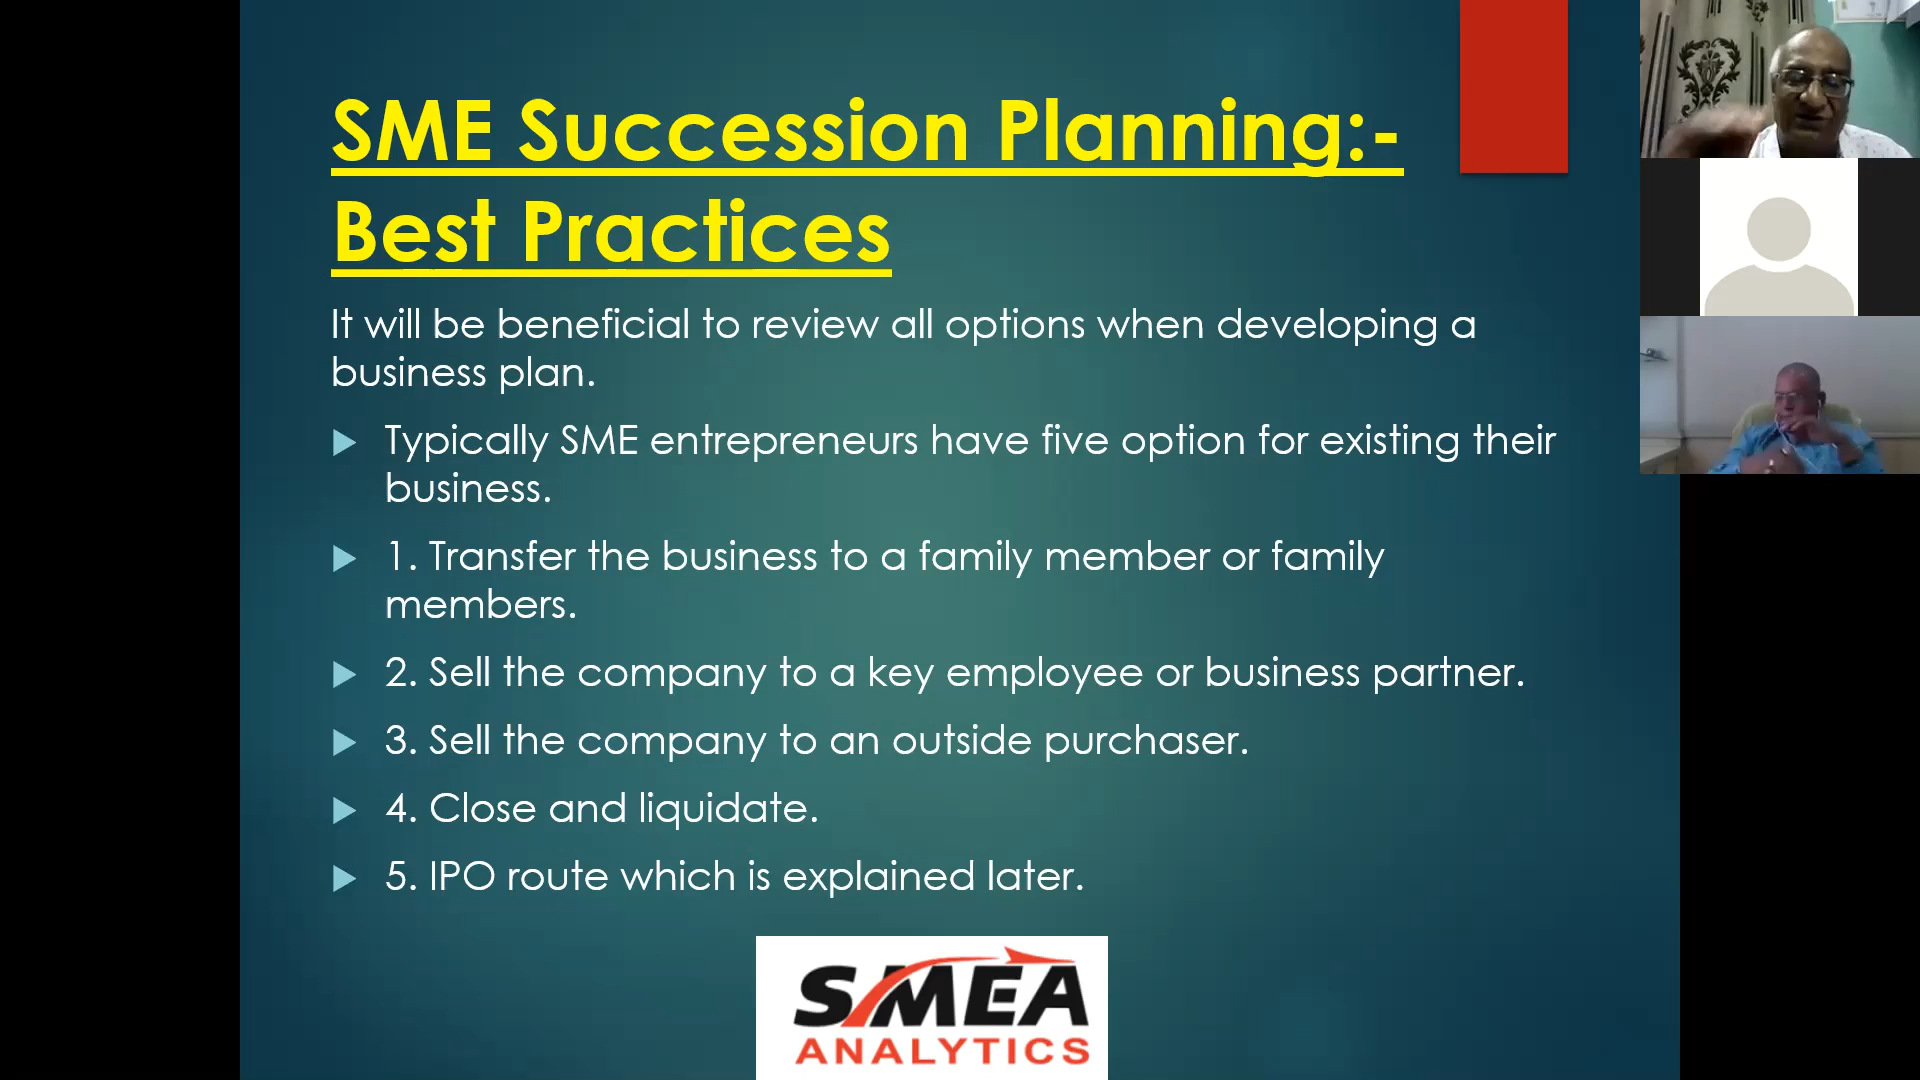 SME Succession Planning:-
Best Practices
It will be beneficial to review all options when developing a
business plan.
Typically SME entrepreneurs have five option for existing their
business.
1. Transfer the business to a family member or family
members.
2. Sell the company to a key employee or business partner.
3. Sell the company to an outside purchaser.
4. Close and liquidate.
5. IPO route which is explained later.
SMEA
ANALYTICS